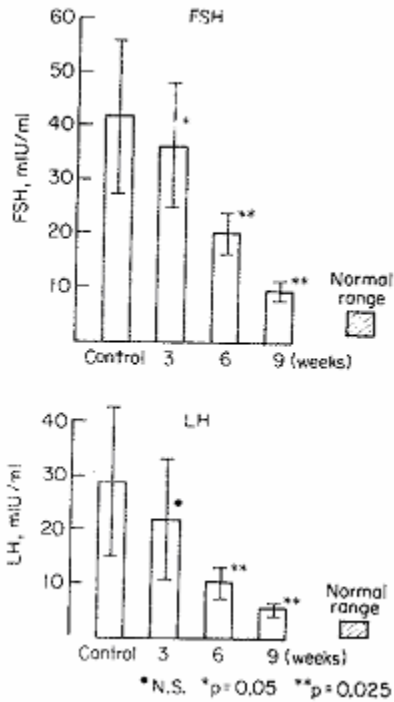 FSH
60
50
40
30
20
10
FSH, mIU/ml
*
**
**
Normal
range
Control 3 6 9 (weeks)
LH
40
30
20
10
LH, mIU/ml
•
**
**
Normal
range
Control 3 6 9 (weeks)
•N.S. *p=0.05 **p=0.025